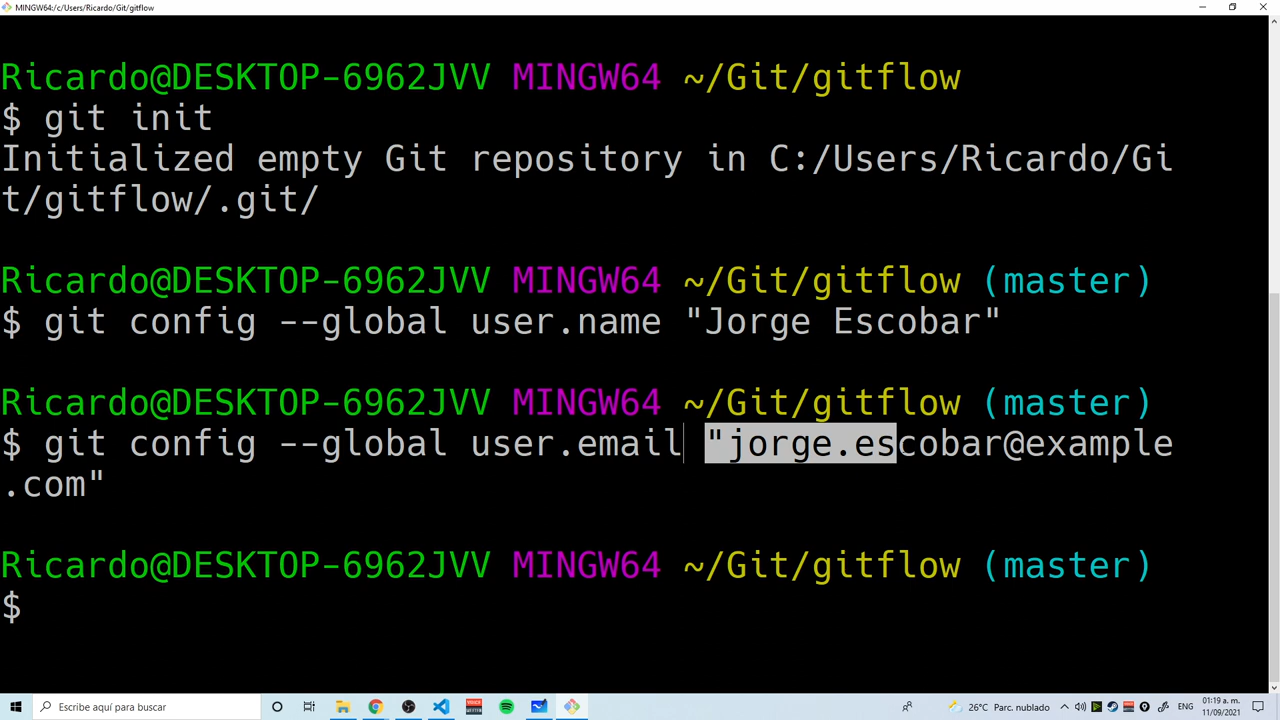 MINGW64:/c/Users/Ricardo/Git/gitflow
Ricardo@DESKTOP-6962JVV MINGW64 ~/Git/gitflow
$ git init
Initialized empty Git repository in C:/Users/Ricardo/Gi
t/gitflow/.git/
Ricardo@DESKTOP-6962JVV MINGW64 ~/Git/gitflow (master)
$ git config --global user.name "Jorge Escobar"
Ricardo@DESKTOP-6962JVV MINGW64 ~/Git/gitflow (master)
$ git config --global user.email "jorge.escobar@example
.com"
Ricardo@DESKTOP-6962JVV MINGW64 ~/Git/gitflow (master)
$
Escribe aquí para buscar
26°C Parc. nublado
ENG
01:19 a. m.
11/09/2021